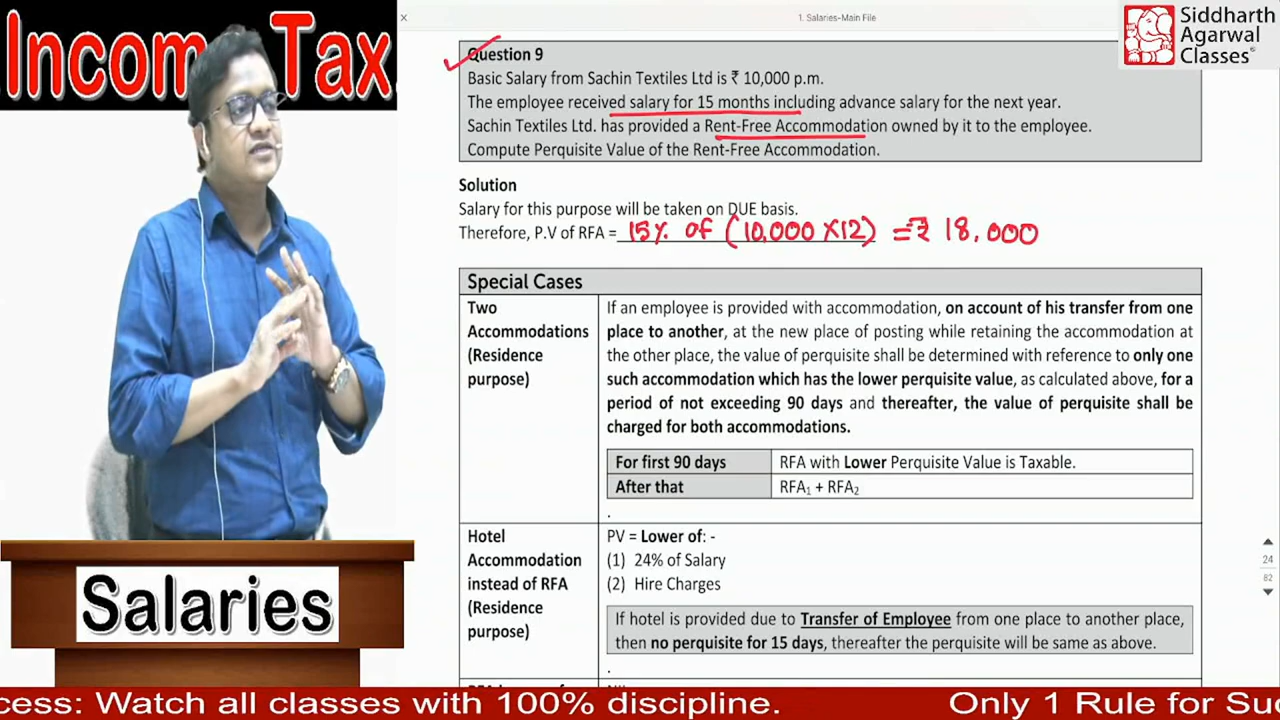 Income Tax
1. Salaries-Main File
Siddharth
Agarwal
Classes
Question 9
Basic Salary from Sachin Textiles Ltd is ₹ 10,000 p.m.
The employee received salary for 15 months including advance salary for the next year.
Sachin Textiles Ltd. has provided a Rent-Free Accommodation owned by it to the employee.
Compute Perquisite Value of the Rent-Free Accommodation.
Solution
Salary for this purpose will be taken on DUE basis.
Therefore, P.V of RFA = 15% of (10,000 X12) = ₹ 18,000
Special Cases
Two
Accommodations
(Residence
purpose)
If an employee is provided with accommodation, on account of his transfer from one
place to another, at the new place of posting while retaining the accommodation at
the other place, the value of perquisite shall be determined with reference to only one
such accommodation which has the lower perquisite value, as calculated above, for a
period of not exceeding 90 days and thereafter, the value of perquisite shall be
charged for both accommodations.
For first 90 days RFA with Lower Perquisite Value is Taxable.
After that RFA₁ + RFA₂
.
Hotel
Accommodation
instead of RFA
(Residence
purpose)
PV = Lower of: -
(1) 24% of Salary
(2) Hire Charges
If hotel is provided due to Transfer of Employee from one place to another place,
then no perquisite for 15 days, thereafter the perquisite will be same as above.
.
24
82
Salaries
cess: Watch all classes with 100% discipline. Only 1 Rule for Suc